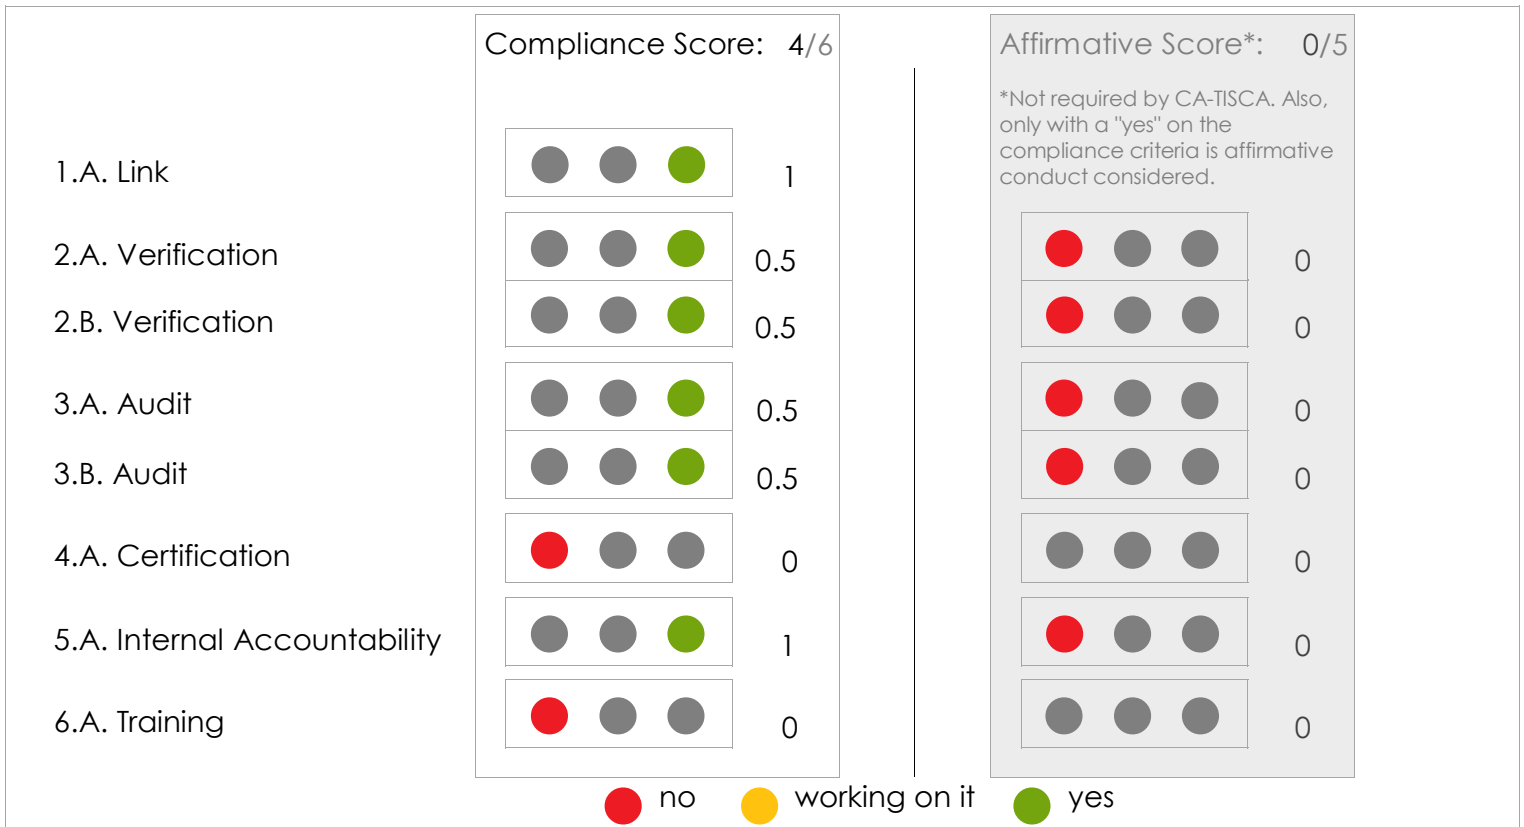 Compliance Score: 4/6
Affirmative Score*: 0/5
*Not required by CA-TISCA. Also,
only with a "yes" on the
compliance criteria is affirmative
conduct considered.
1.A. Link 1
2.A. Verification 0.5 0
2.B. Verification 0.5 0
3.A. Audit 0.5 0
3.B. Audit 0.5 0
4.A. Certification 0 0
5.A. Internal Accountability 1 0
6.A. Training 0 0
no working on it yes